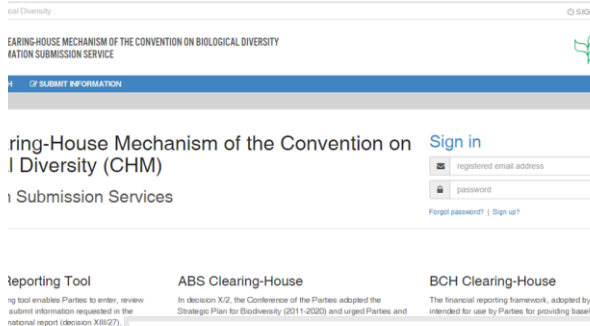 ical Diversity
SIG
EARING-HOUSE MECHANISM OF THE CONVENTION ON BIOLOGICAL DIVERSITY
MATION SUBMISSION SERVICE
H SUBMIT INFORMATION
ring-House Mechanism of the Convention on
l Diversity (CHM)
n Submission Services
Sign in
registered email address
password
Forgot password? | Sign up?
Reporting Tool
ng tool enables Parties to enter, review
submit information requested in the
national report (decision XIII/27).
ABS Clearing-House
In decision X/2, the Conference of the Parties adopted the
Strategic Plan for Biodiversity (2011-2020) and urged Parties and
BCH Clearing-House
The financial reporting framework, adopted by
intended for use by Parties for providing basel